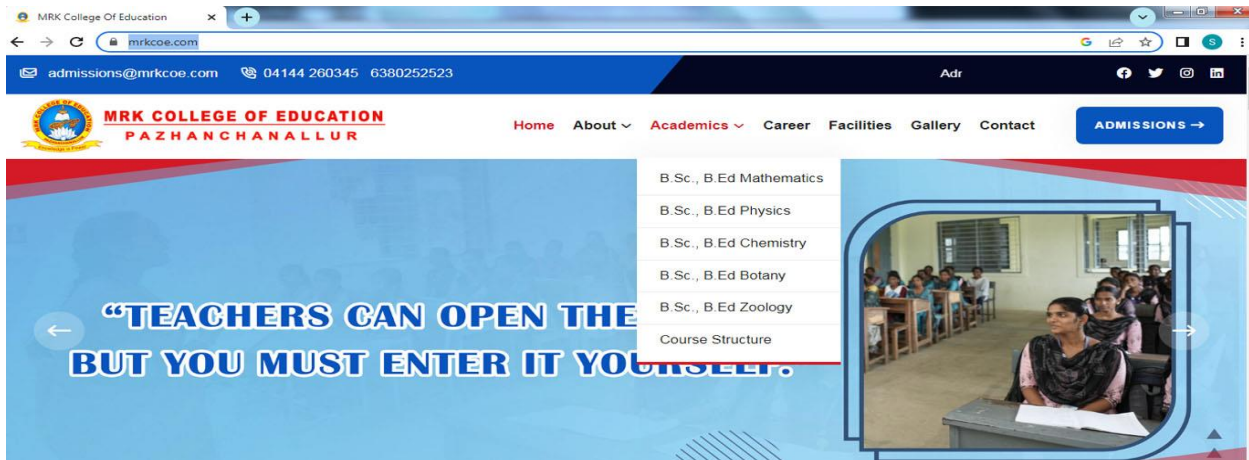 MRK College Of Education
mrkcoe.com
admissions@mrkcoe.com 04144 260345 6380252523 Adr
MRK COLLEGE OF EDUCATION
PAZHANCHANALLUR
Home About Academics Career Facilities Gallery Contact ADMISSIONS →
B.Sc., B.Ed Mathematics
B.Sc., B.Ed Physics
B.Sc., B.Ed Chemistry
B.Sc., B.Ed Botany
B.Sc., B.Ed Zoology
Course Structure
“TEACHERS CAN OPEN THE
BUT YOU MUST ENTER IT YOURSELF.